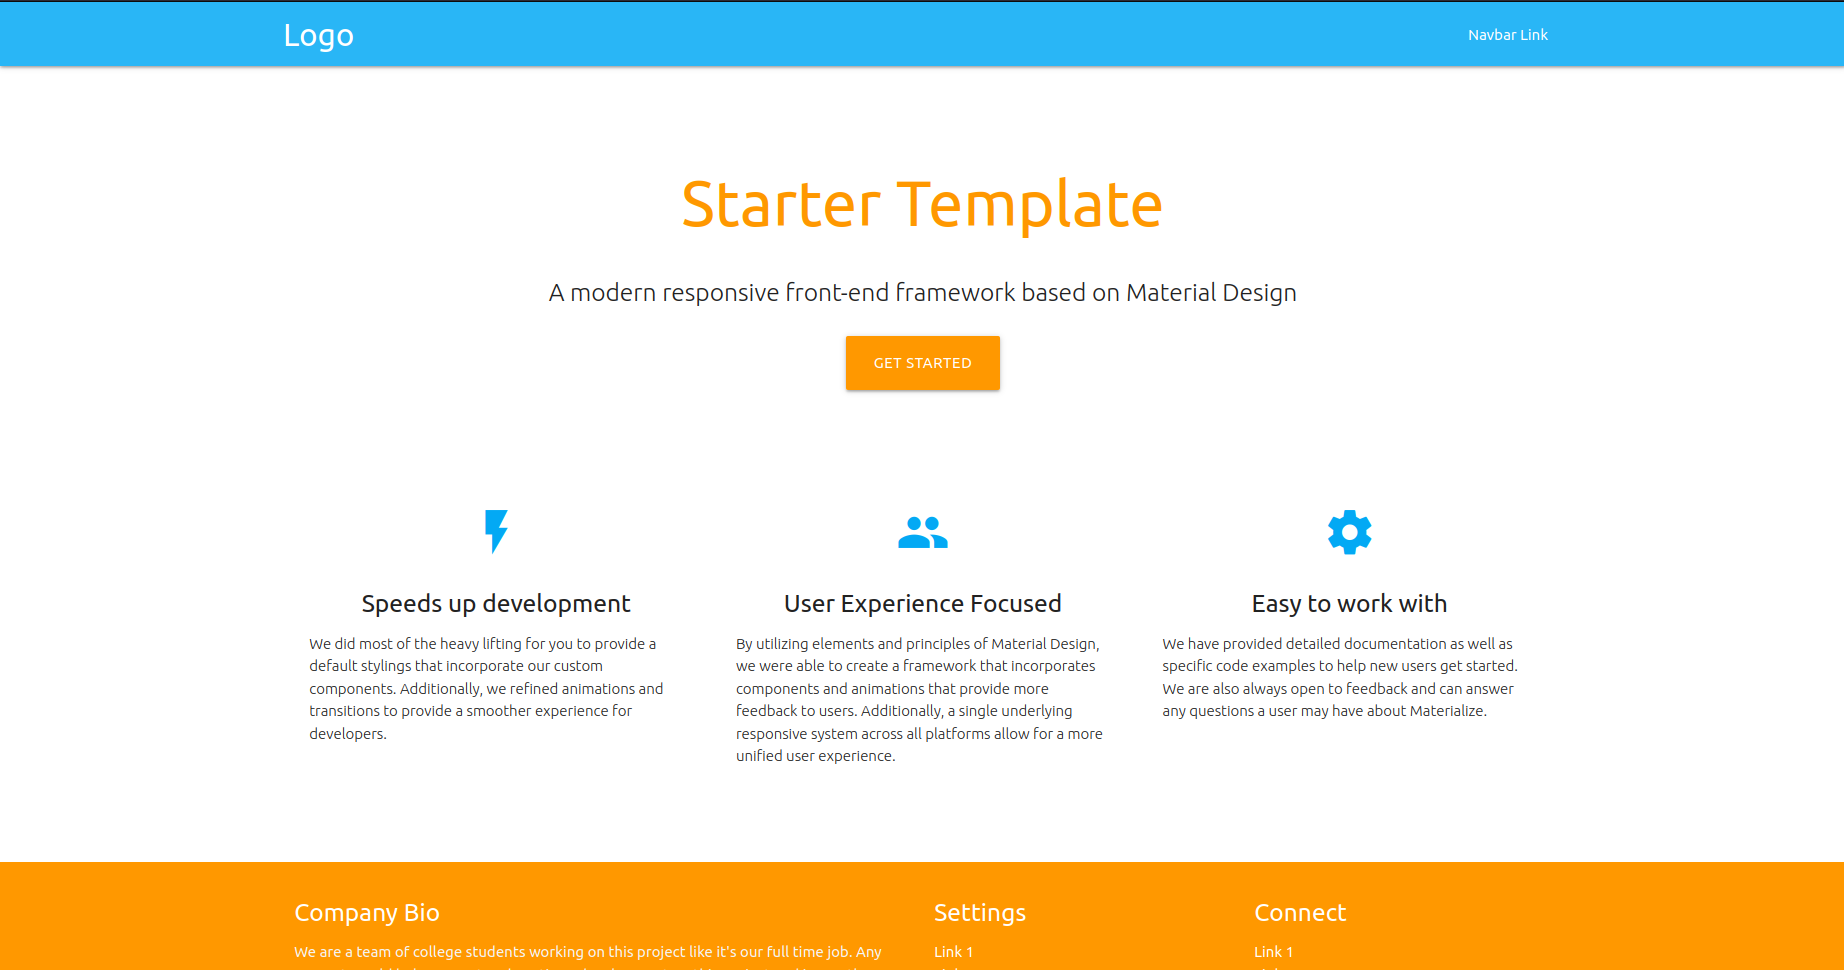 Logo
Navbar Link
Starter Template
A modern responsive front-end framework based on Material Design
GET STARTED
Speeds up development
We did most of the heavy lifting for you to provide a
default stylings that incorporate our custom
components. Additionally, we refined animations and
transitions to provide a smoother experience for
developers.
User Experience Focused
By utilizing elements and principles of Material Design,
we were able to create a framework that incorporates
components and animations that provide more
feedback to users. Additionally, a single underlying
responsive system across all platforms allow for a more
unified user experience.
Easy to work with
We have provided detailed documentation as well as
specific code examples to help new users get started.
We are also always open to feedback and can answer
any questions a user may have about Materialize.
Company Bio
We are a team of college students working on this project like it's our full time job. Any
Settings
Link 1
Connect
Link 1